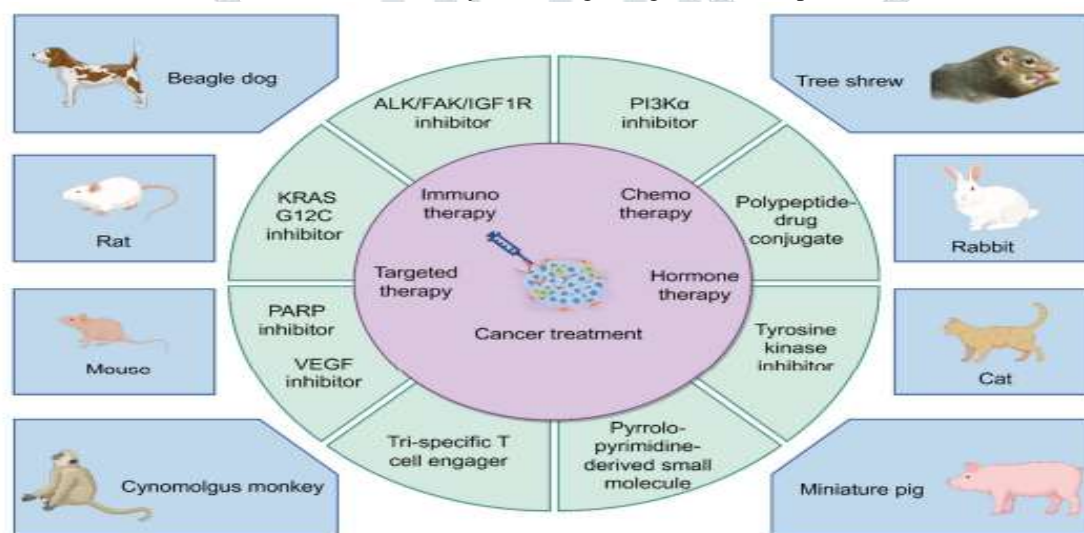 Beagle dog
Tree shrew
ALK/FAK/IGF1R
inhibitor
PI3Kα
inhibitor
KRAS
G12C
inhibitor
Immuno
therapy
Chemo
therapy
Polypeptide-
drug
conjugate
Rat
Rabbit
Targeted
therapy
Hormone
therapy
PARP
inhibitor
VEGF
inhibitor
Cancer treatment
Tyrosine
kinase
inhibitor
Mouse
Cat
Tri-specific T
cell engager
Pyrrolo-
pyrimidine-
derived small
molecule
Cynomolgus monkey
Miniature pig